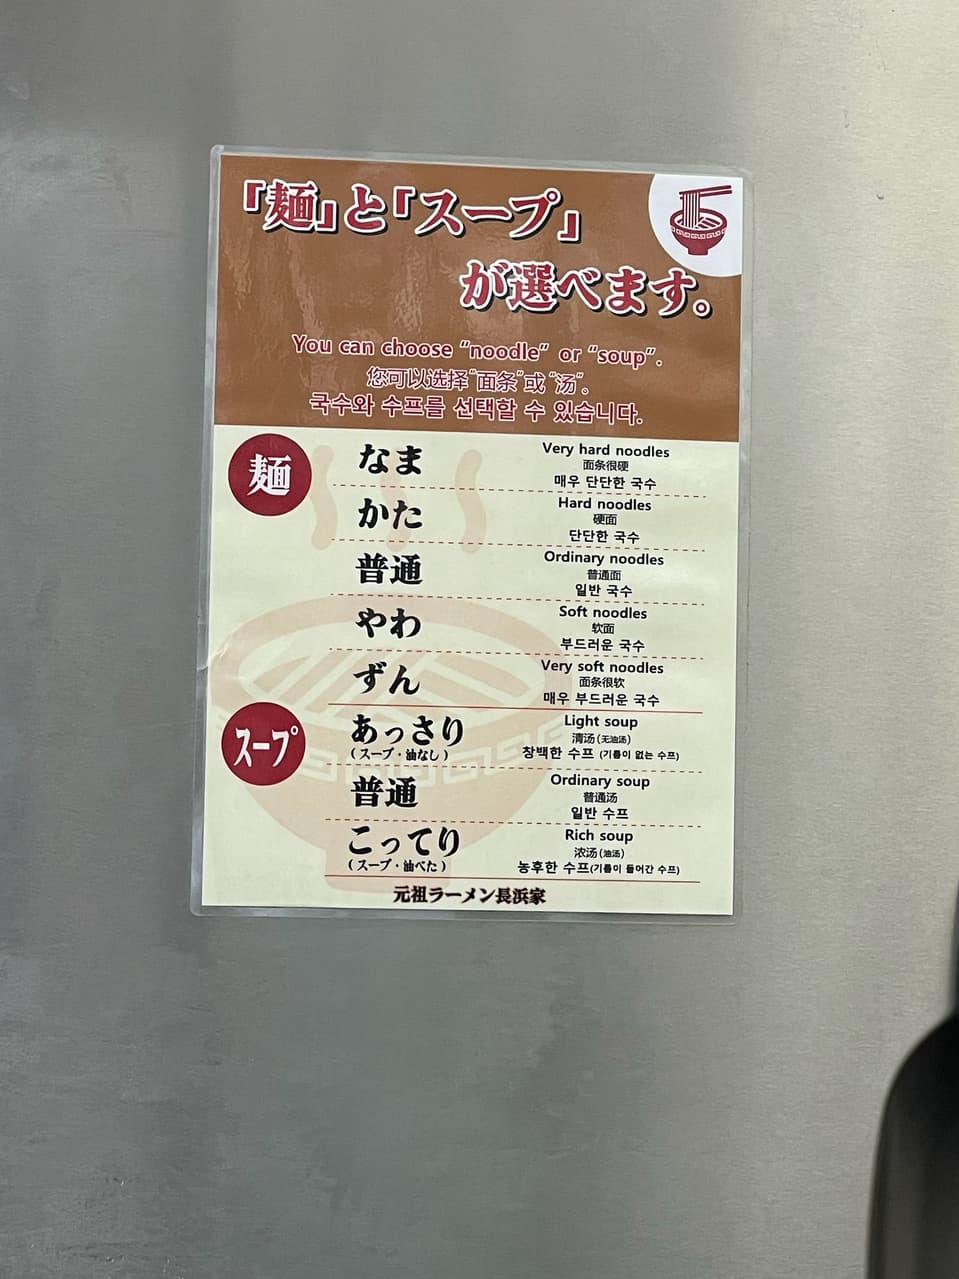 「麺」と「スープ」
が選べます。
You can choose "noodle" or "soup".
您可以选择"面条"或"汤"。
국수와 수프를 선택할 수 있습니다.
麺
なま
Very hard noodles
面条很硬
매우 단단한 국수
かた
Hard noodles
硬面
단단한 국수
普通
Ordinary noodles
普通面
일반 국수
やわ
Soft noodles
软面
부드러운 국수
ずん
Very soft noodles
面条很软
매우 부드러운 국수
スープ
あっさり
(スープ・油なし)
Light soup
清汤(无油汤)
창백한 수프 (기름이 없는 수프)
普通
Ordinary soup
普通汤
일반 수프
こってり
(スープ・油べた)
Rich soup
浓汤(油汤)
농후한 수프(기름이 들어간 수프)
元祖ラーメン長浜家